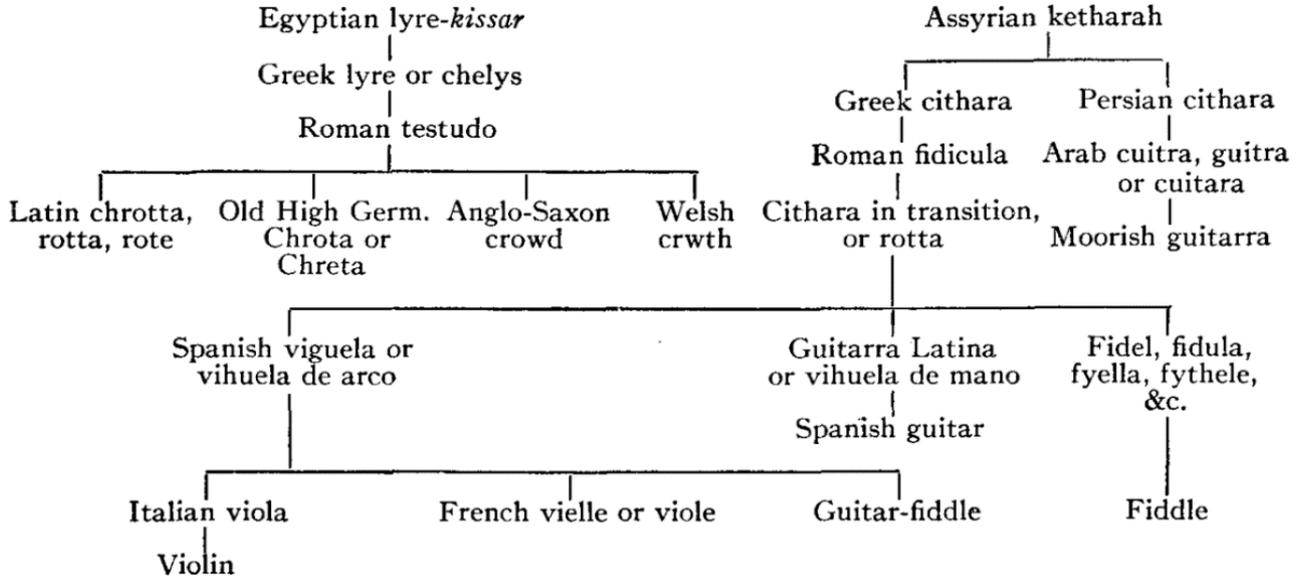 Egyptian lyre-kissar
Assyrian ketharah
Greek lyre or chelys
Greek cithara
Persian cithara
Roman testudo
Roman fidicula
Arab cuitra, guitra
or cuitara
Latin chrotta,
rotta, rote
Old High Germ.
Chrota or
Chreta
Anglo-Saxon
crowd
Welsh
crwth
Cithara in transition,
or rotta
Moorish guitarra
Spanish viguela or
vihuela de arco
Guitarra Latina
or vihuela de mano
Fidel, fidula,
fyella, fythele,
&c.
Spanish guitar
Italian viola
French vielle or viole
Guitar-fiddle
Fiddle
Violin